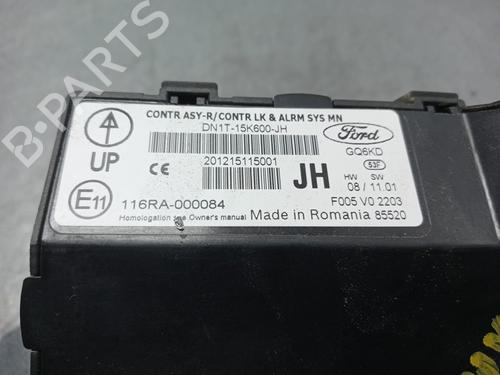 B-PARTS
CONTR ASY-R/CONTR LK & ALRM SYS MN
DN1T-15K600-JH
Ford
UP
CE
201215115001
JH
GQ6KD
53F
HW SW
08 / 11.01
E11
116RA-000084
F005 V0 2203
Homologation see Owner's manual
Made in Romania 85520